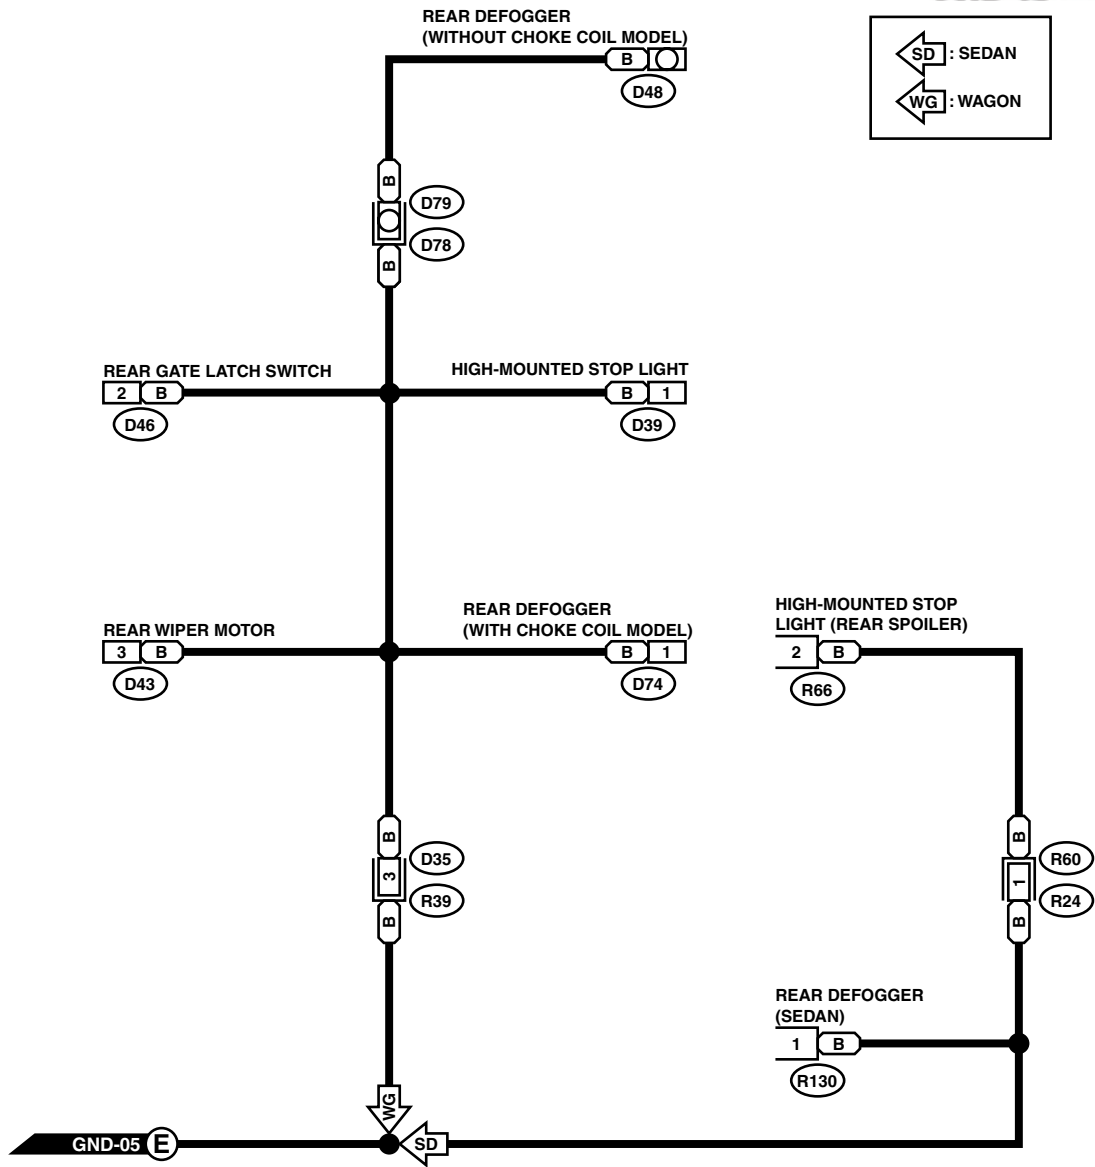 REAR DEFOGGER
(WITHOUT CHOKE COIL MODEL)
B
D48
SD : SEDAN
WG : WAGON
B
D79
D78
B
REAR GATE LATCH SWITCH
2 B
D46
HIGH-MOUNTED STOP LIGHT
B 1
D39
REAR WIPER MOTOR
3 B
D43
REAR DEFOGGER
(WITH CHOKE COIL MODEL)
B 1
D74
HIGH-MOUNTED STOP
LIGHT (REAR SPOILER)
2 B
R66
B
D35
3
R39
B
B
R60
1
R24
B
REAR DEFOGGER
(SEDAN)
1 B
R130
WG
GND-05 E
SD